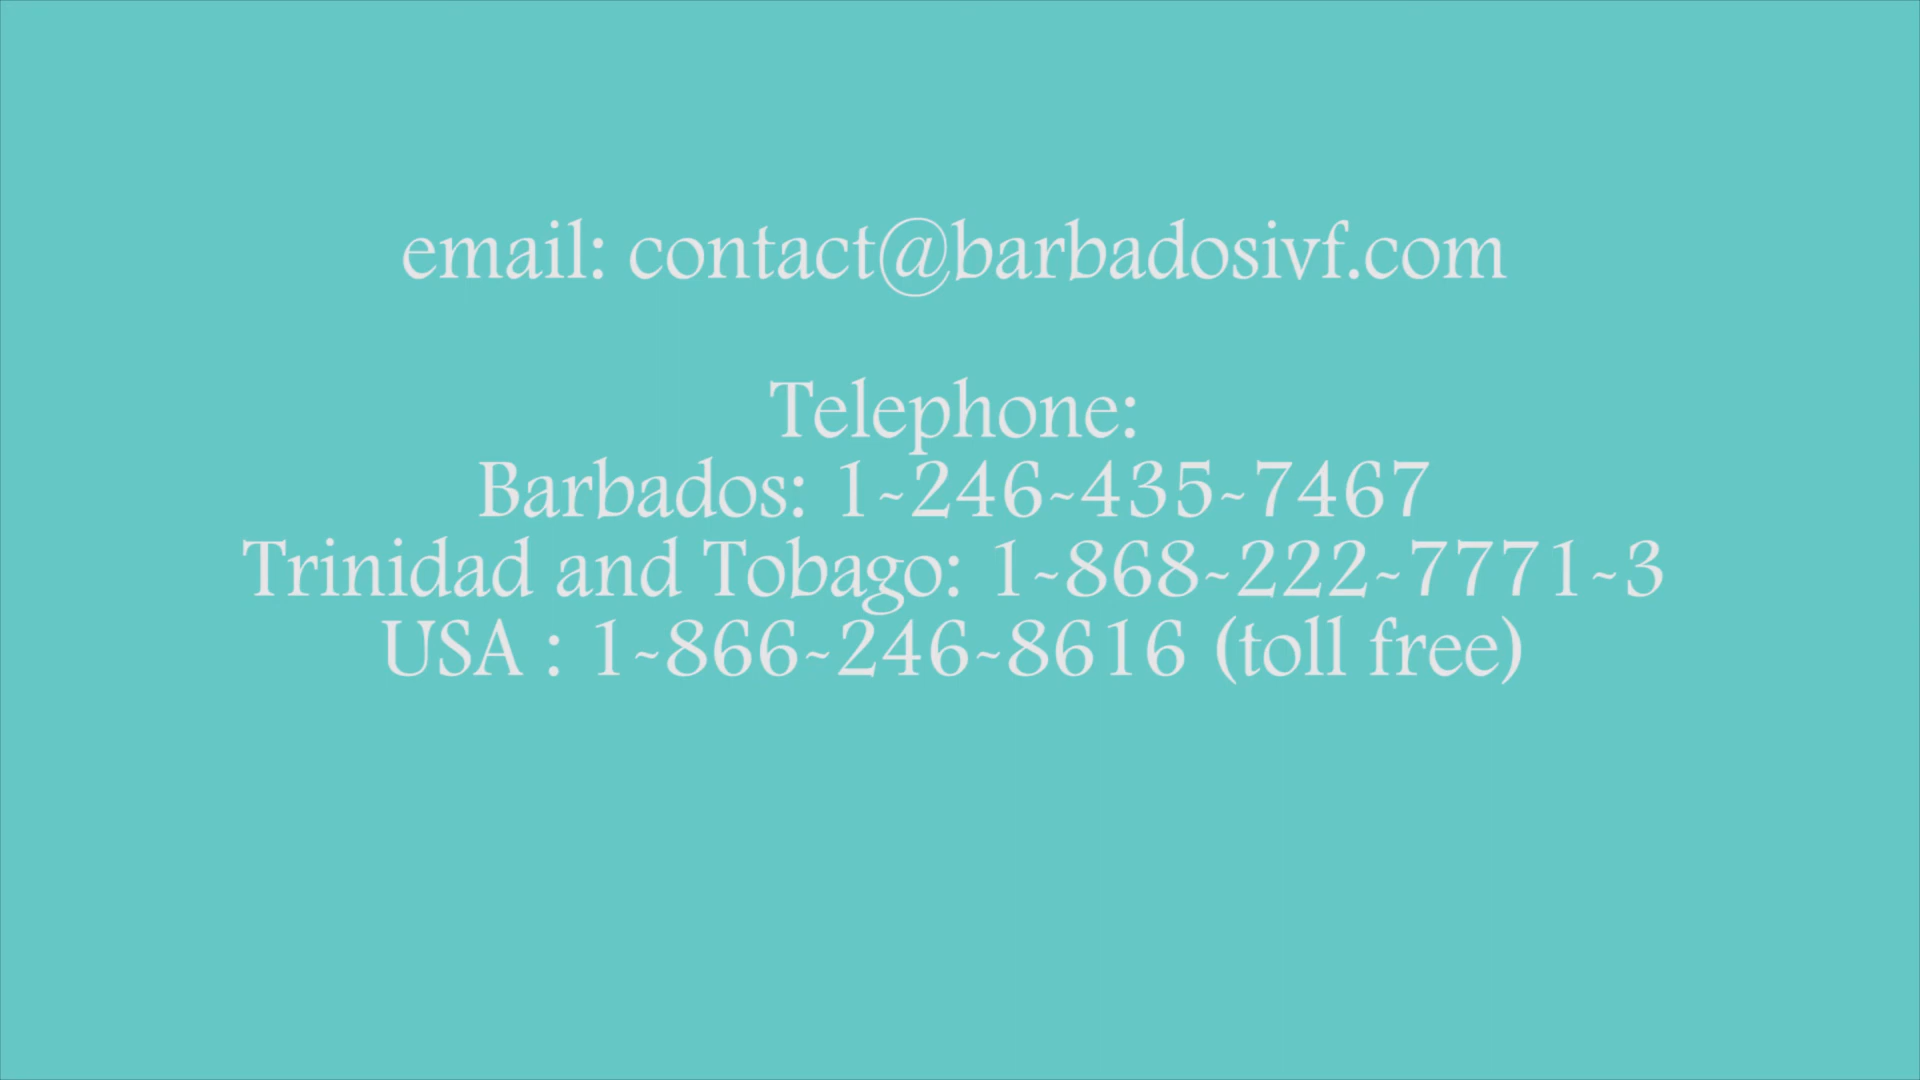 email: contact@barbadosivf.com
Telephone:
Barbados: 1-246-435-7467
Trinidad and Tobago: 1-868-222-7771-3
USA : 1-866-246-8616 (toll free)